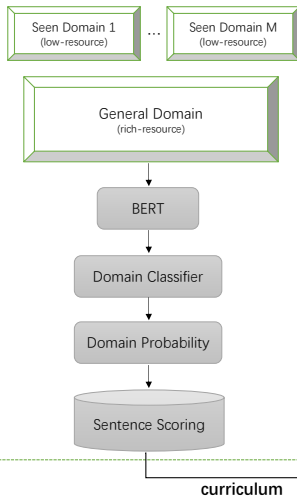 Seen Domain 1
(low-resource)
...
Seen Domain M
(low-resource)
General Domain
(rich-resource)
BERT
Domain Classifier
Domain Probability
Sentence Scoring
curriculum